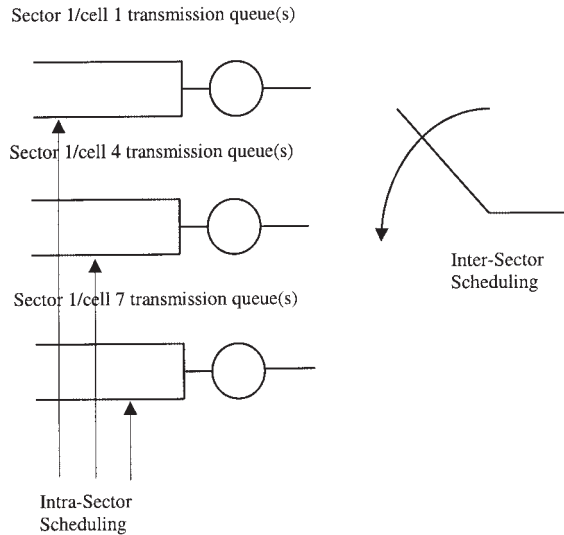 Sector 1/cell 1 transmission queue(s)
Sector 1/cell 4 transmission queue(s)
Inter-Sector
Scheduling
Sector 1/cell 7 transmission queue(s)
Intra-Sector
Scheduling